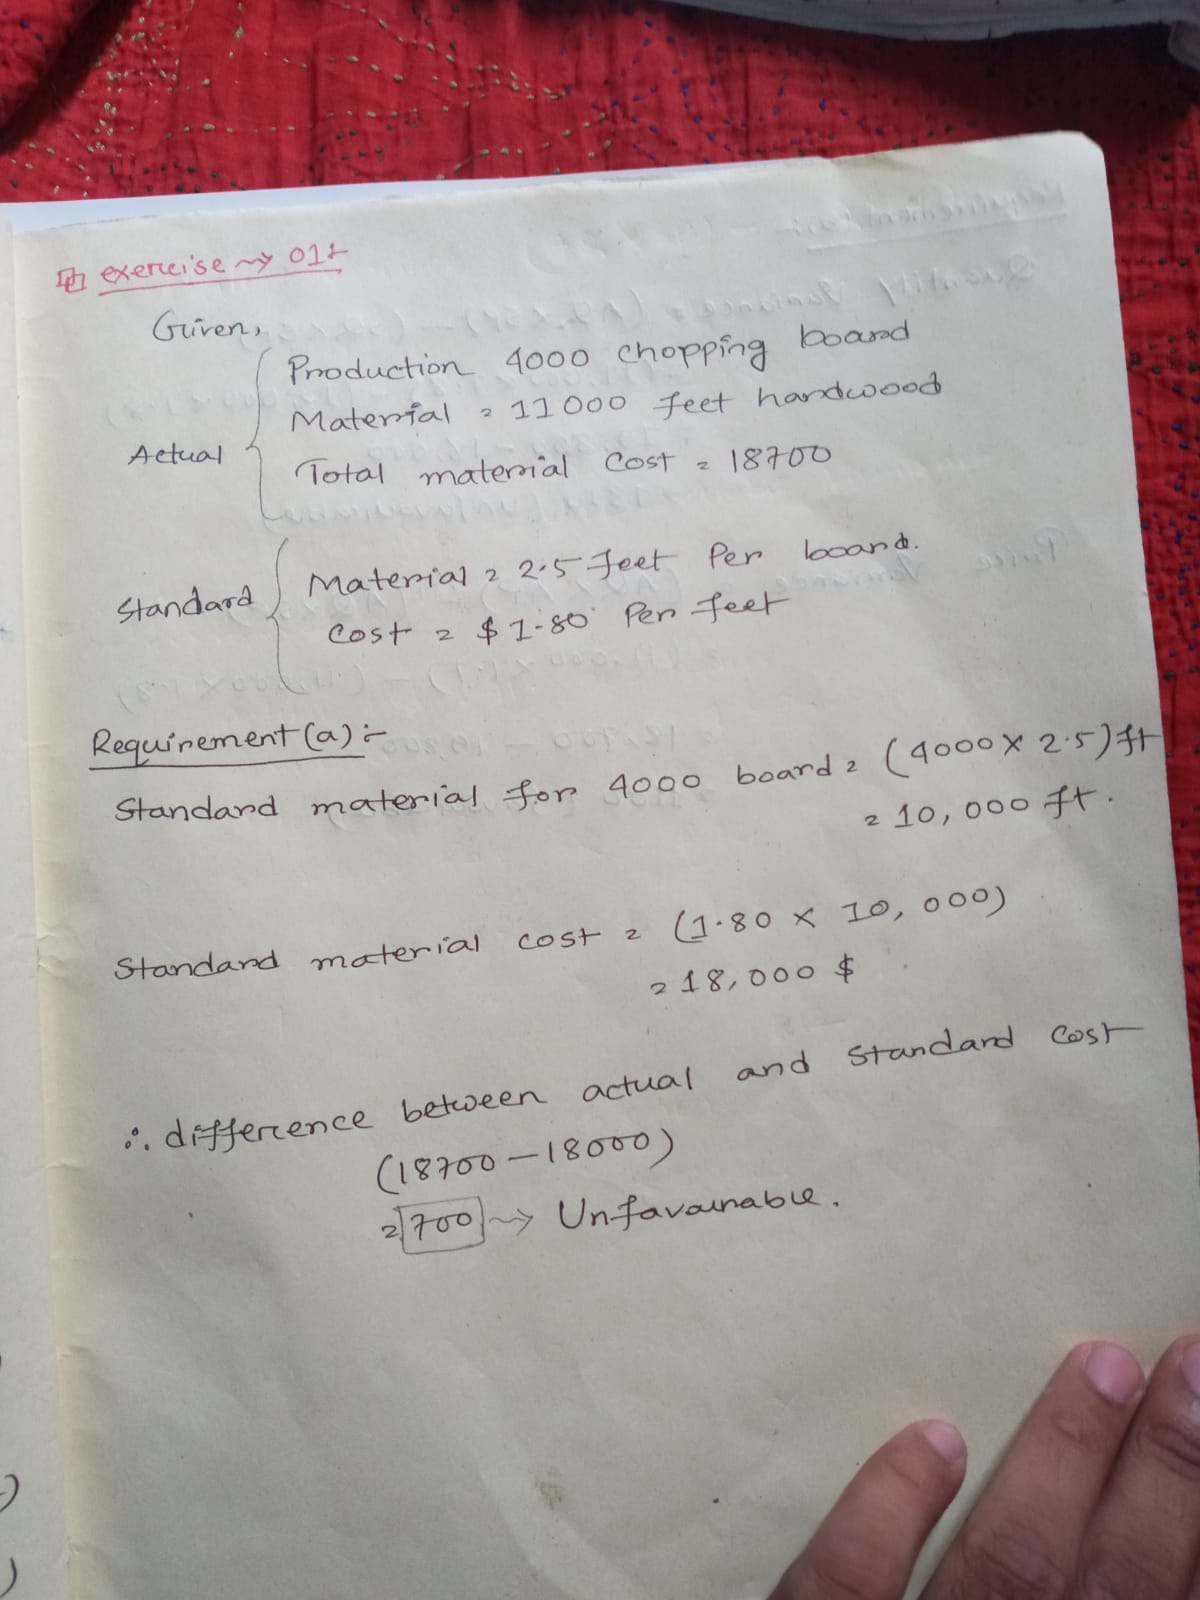 exercise ~> 01:-
Given,
Production 4000 chopping board
Material = 11000 feet hardwood
Actual
Total material cost = 18700
Material = 2.5 feet Per board.
Standard
Cost = $ 1.80 Per feet
Requirement (a) :-
Standard material for 4000 board = (4000 x 2.5) ft
= 10,000 ft.
Standard material cost = (1.80 x 10,000)
= 18,000 $
∴ difference between actual and standard cost
(18700 - 18000)
= 700 ~> Unfavourable.